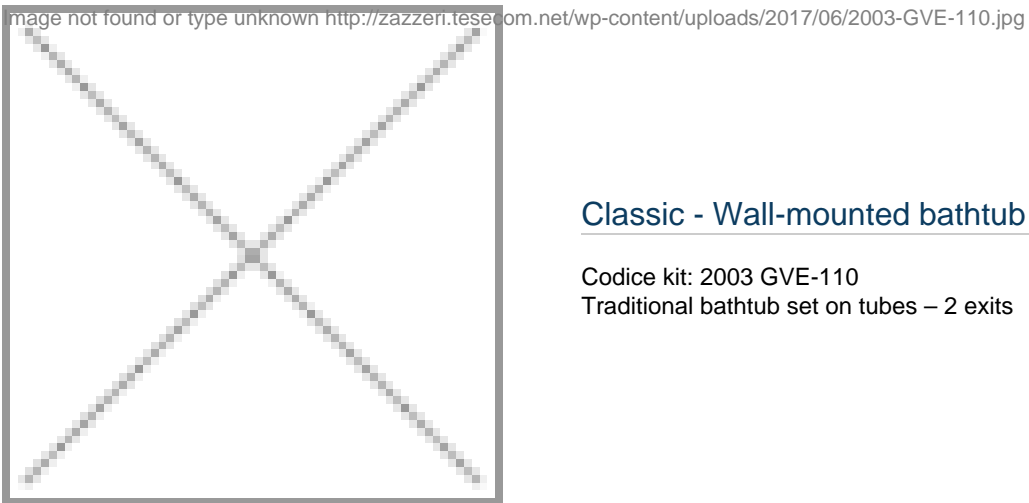 Image not found or type unknown http://zazzeri.tesecom.net/wp-content/uploads/2017/06/2003-GVE-110.jpg
Classic - Wall-mounted bathtub
Codice kit: 2003 GVE-110
Traditional bathtub set on tubes – 2 exits